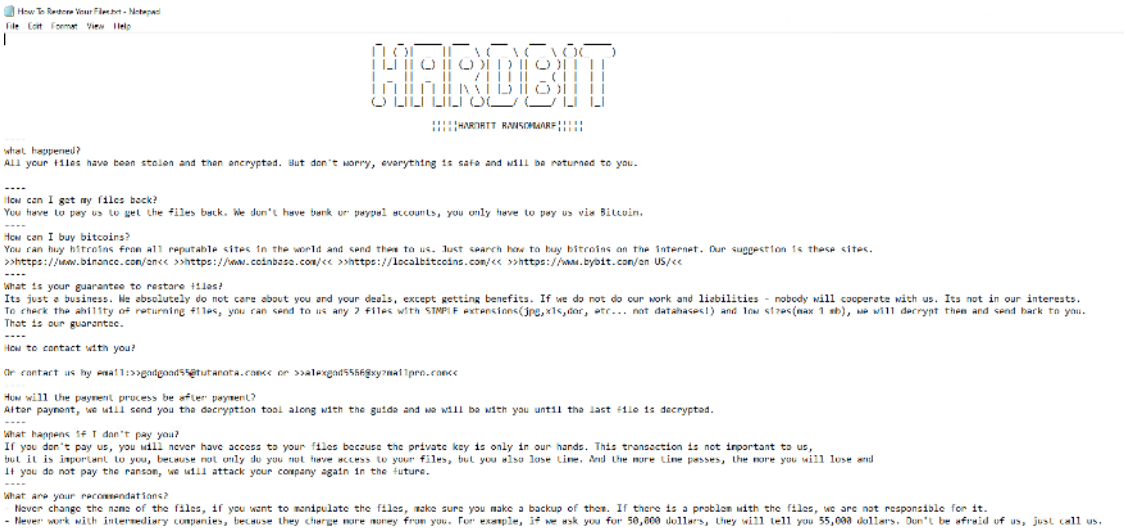 How To Restore Your Files.txt - Notepad
File Edit Format View Help
HARDBIT
¦¦¦¦¦HARDBIT RANSOMWARE¦¦¦¦¦
----
what happened?
All your files have been stolen and then encrypted. But don't worry, everything is safe and will be returned to you.
----
How can I get my files back?
You have to pay us to get the files back. We don't have bank or paypal accounts, you only have to pay us via Bitcoin.
----
How can I buy bitcoins?
You can buy bitcoins from all reputable sites in the world and send them to us. Just search how to buy bitcoins on the internet. Our suggestion is these sites.
>>https://www.binance.com/en<< >>https://www.coinbase.com/<< >>https://localbitcoins.com/<< >>https://www.bybit.com/en-US/<<
----
What is your guarantee to restore files?
Its just a business. We absolutely do not care about you and your deals, except getting benefits. If we do not do our work and liabilities - nobody will cooperate with us. Its not in our interests.
To check the ability of returning files, you can send to us any 2 files with SIMPLE extensions(jpg,xls,doc, etc... not databases!) and low sizes(max 1 mb), we will decrypt them and send back to you.
That is our guarantee.
----
How to contact with you?
Or contact us by email:>>godgood55@tutanota.com<< or >>alexgod5566@xyzmailpro.com<<
----
How will the payment process be after payment?
After payment, we will send you the decryption tool along with the guide and we will be with you until the last file is decrypted.
----
What happens if I don't pay you?
If you don't pay us, you will never have access to your files because the private key is only in our hands. This transaction is not important to us,
but it is important to you, because not only do you not have access to your files, but you also lose time. And the more time passes, the more you will lose and
If you do not pay the ransom, we will attack your company again in the future.
----
What are your recommendations?
- Never change the name of the files, if you want to manipulate the files, make sure you make a backup of them. If there is a problem with the files, we are not responsible for it.
- Never work with intermediary companies, because they charge more money from you. For example, if we ask you for 50,000 dollars, they will tell you 55,000 dollars. Don't be afraid of us, just call us.